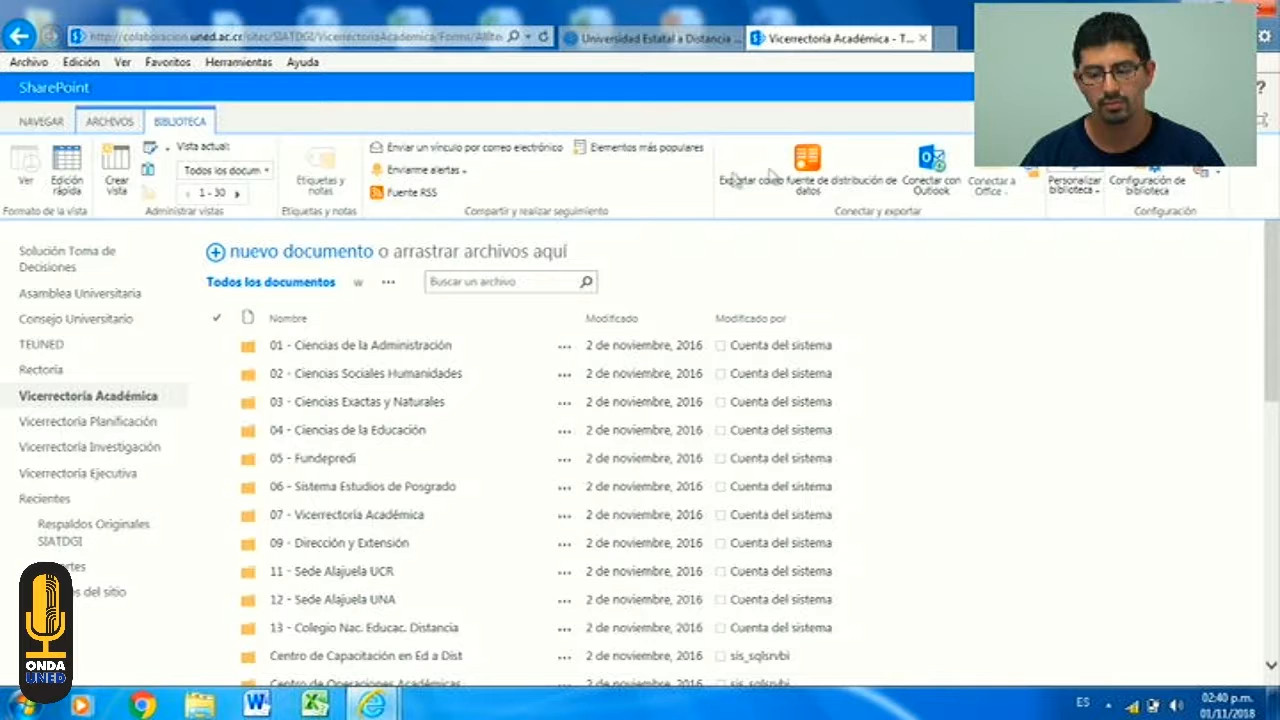 http://colaboracion.uned.ac.cr/sites/SIATDGI/VicerrectoriaAcademica/Forms/AllIte
Universidad Estatal a Distancia ...
Vicerrectoría Académica - T...
Archivo Edición Ver Favoritos Herramientas Ayuda
SharePoint
NAVEGAR ARCHIVOS BIBLIOTECA
Ver
Edición rápida
Formato de la vista
Crear vista
Vista actual:
Todos los docum
1 - 30
Administrar vistas
Etiquetas y notas
Etiquetas y notas
Enviar un vínculo por correo electrónico
Elementos más populares
Enviarme alertas
Fuente RSS
Compartir y realizar seguimiento
Exportar como fuente de distribución de datos
Conectar con Outlook
Conectar a Office
Conectar y exportar
Personalizar biblioteca
Configuración de biblioteca
Configuración
Solución Toma de
Decisiones
Asamblea Universitaria
Consejo Universitario
TEUNED
Rectoría
Vicerrectoría Académica
Vicerrectoría Planificación
Vicerrectoría Investigación
Vicerrectoría Ejecutiva
Recientes
Respaldos Originales
SIATDGI
nuevo documento o arrastrar archivos aquí
Todos los documentos w ... Buscar un archivo
Nombre Modificado Modificado por
01 - Ciencias de la Administración ... 2 de noviembre, 2016 Cuenta del sistema
02 - Ciencias Sociales Humanidades ... 2 de noviembre, 2016 Cuenta del sistema
03 - Ciencias Exactas y Naturales ... 2 de noviembre, 2016 Cuenta del sistema
04 - Ciencias de la Educación ... 2 de noviembre, 2016 Cuenta del sistema
05 - Fundepredi ... 2 de noviembre, 2016 Cuenta del sistema
06 - Sistema Estudios de Posgrado ... 2 de noviembre, 2016 Cuenta del sistema
07 - Vicerrectoría Académica ... 2 de noviembre, 2016 Cuenta del sistema
09 - Dirección y Extensión ... 2 de noviembre, 2016 Cuenta del sistema
11 - Sede Alajuela UCR ... 2 de noviembre, 2016 Cuenta del sistema
12 - Sede Alajuela UNA ... 2 de noviembre, 2016 Cuenta del sistema
13 - Colegio Nac. Educac. Distancia ... 2 de noviembre, 2016 Cuenta del sistema
Centro de Capacitación en Ed a Dist ... 2 de noviembre, 2016 sis_sqlsrvbi
Centro de Operaciones Académicas ... 2 de noviembre, 2016 sis_sqlsrvbi
ONDA
UNED
ES
02:40 p.m.
01/11/2018